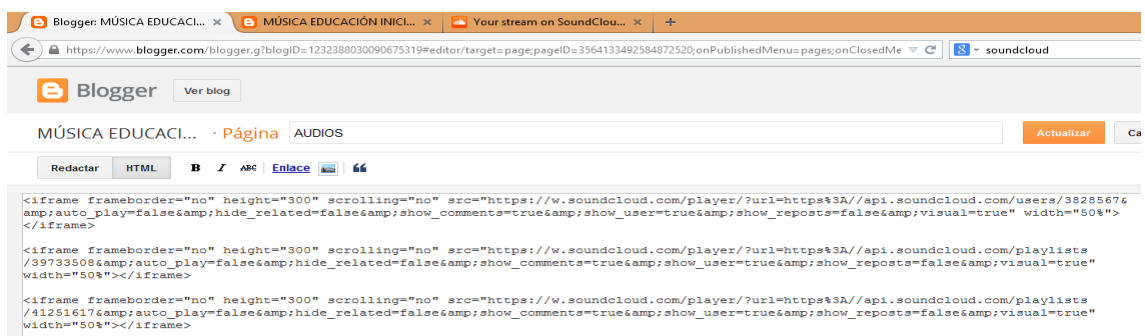 Blogger: MÚSICA EDUCACI... × MÚSICA EDUCACIÓN INICI... × Your stream on SoundClou... × +
https://www.blogger.com/blogger.g?blogID=1232388030090675319#editor/target=page;pageID=3564133492584872520;onPublishedMenu=pages;onClosedMe soundcloud
Blogger Ver blog
MÚSICA EDUCACI... · Página AUDIOS Actualizar Ca
Redactar HTML B I ABC Enlace
<iframe frameborder="no" height="300" scrolling="no" src="https://w.soundcloud.com/player/?url=https%3A//api.soundcloud.com/users/3828567&
amp;auto_play=false&amp;hide_related=false&amp;show_comments=true&amp;show_user=true&amp;show_reposts=false&amp;visual=true" width="50%">
</iframe>
<iframe frameborder="no" height="300" scrolling="no" src="https://w.soundcloud.com/player/?url=https%3A//api.soundcloud.com/playlists
/39733508&amp;auto_play=false&amp;hide_related=false&amp;show_comments=true&amp;show_user=true&amp;show_reposts=false&amp;visual=true"
width="50%"></iframe>
<iframe frameborder="no" height="300" scrolling="no" src="https://w.soundcloud.com/player/?url=https%3A//api.soundcloud.com/playlists
/41251617&amp;auto_play=false&amp;hide_related=false&amp;show_comments=true&amp;show_user=true&amp;show_reposts=false&amp;visual=true"
width="50%"></iframe>